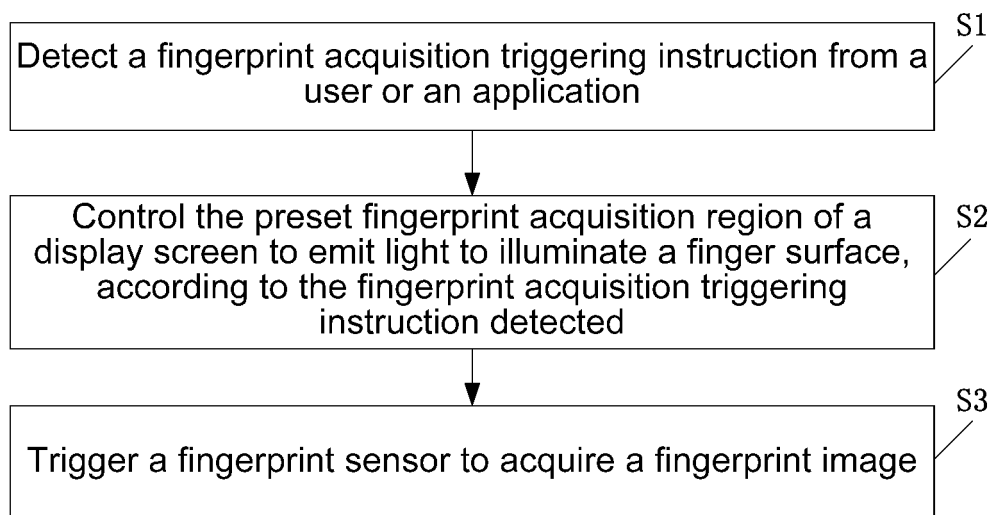 S1
Detect a fingerprint acquisition triggering instruction from a
user or an application
S2
Control the preset fingerprint acquisition region of a
display screen to emit light to illuminate a finger surface,
according to the fingerprint acquisition triggering
instruction detected
S3
Trigger a fingerprint sensor to acquire a fingerprint image